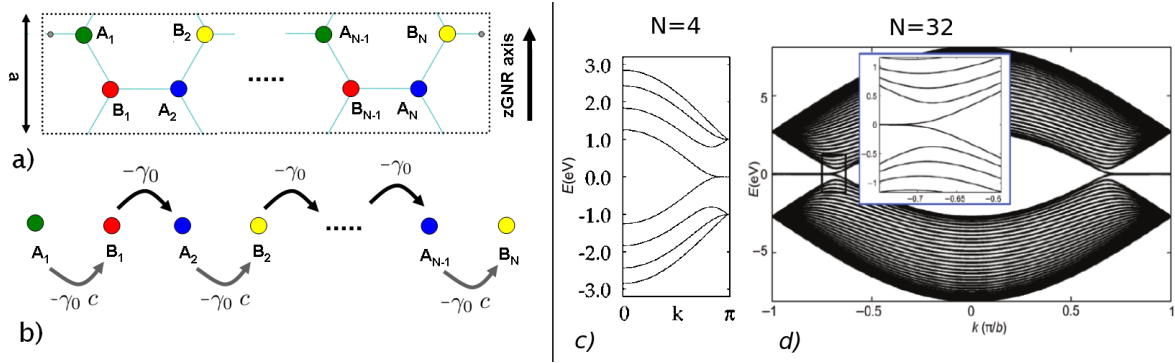 A1
B2
AN-1
BN
a
B1
A2
.....
BN-1
AN
zGNR axis
a)
-γ0
-γ0
-γ0
.....
A1
B1
A2
B2
AN-1
BN
-γ0 c
-γ0 c
-γ0 c
b)
N=4
3.0
2.0
1.0
0.0
-1.0
-2.0
-3.0
E(eV)
0
k
π
c)
N=32
5
0
−5
E(eV)
1
0.5
0
−0.5
−1
−0.7
−0.65
−0.6
−1
−0.5
0
0.5
1
k (π/b)
d)